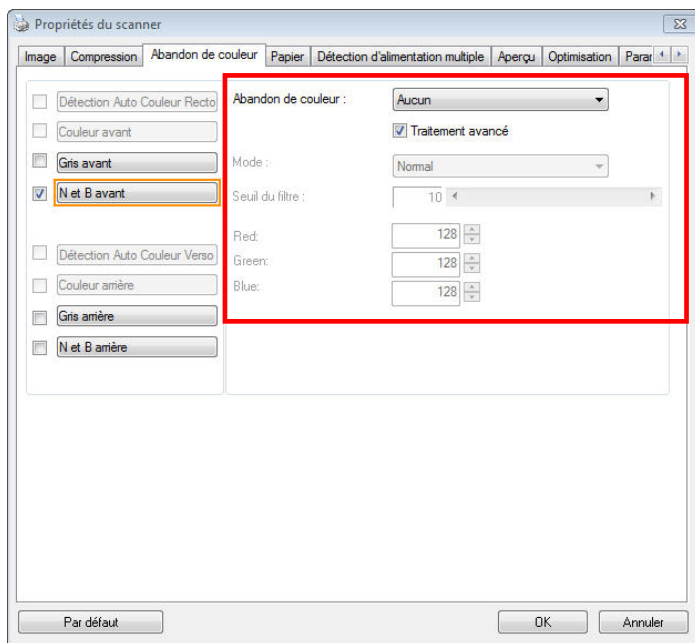 Propriétés du scanner
Image Compression Abandon de couleur Papier Détection d'alimentation multiple Aperçu Optimisation Parar
Détection Auto Couleur Recto
Couleur avant
Gris avant
N et B avant
Détection Auto Couleur Verso
Couleur arrière
Gris arrière
N et B arrière
Abandon de couleur : Aucun
Traitement avancé
Mode : Normal
Seuil du filtre : 10
Red: 128
Green: 128
Blue: 128
Par défaut OK Annuler